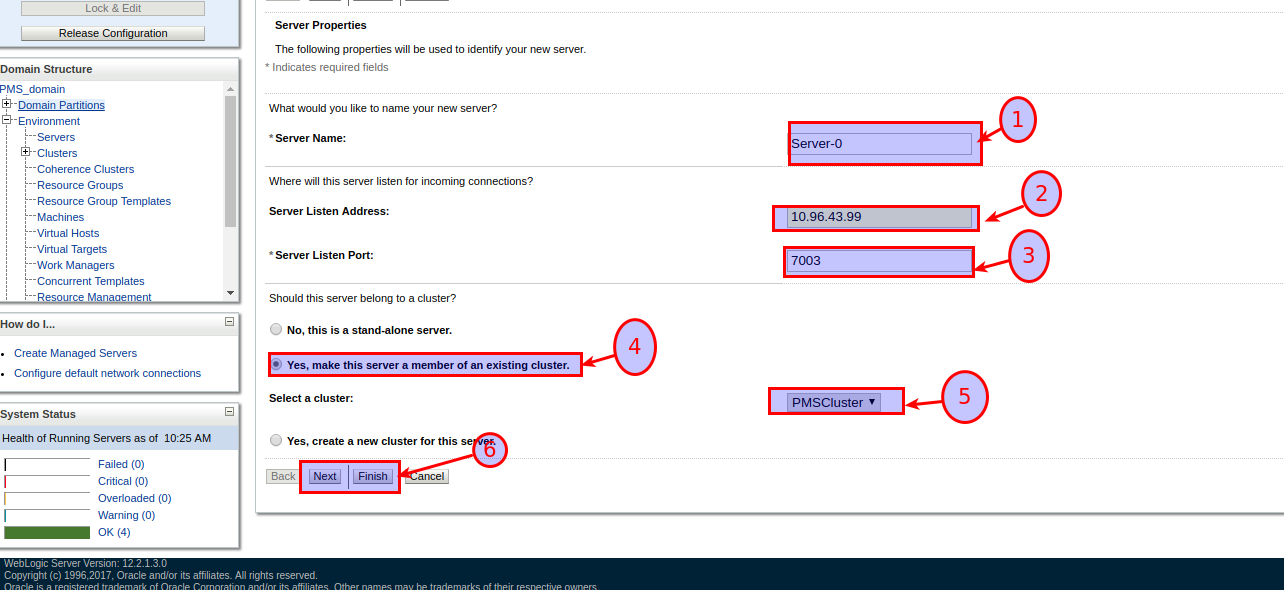 Lock & Edit
Release Configuration
Domain Structure
PMS_domain
Domain Partitions
Environment
Servers
Clusters
Coherence Clusters
Resource Groups
Resource Group Templates
Machines
Virtual Hosts
Virtual Targets
Work Managers
Concurrent Templates
Resource Management
How do I...
Create Managed Servers
Configure default network connections
System Status
Health of Running Servers as of 10:25 AM
Failed (0)
Critical (0)
Overloaded (0)
Warning (0)
OK (4)
Server Properties
The following properties will be used to identify your new server.
* Indicates required fields
What would you like to name your new server?
* Server Name: Server-0 1
Where will this server listen for incoming connections?
Server Listen Address: 10.96.43.99 2
* Server Listen Port: 7003 3
Should this server belong to a cluster?
No, this is a stand-alone server.
Yes, make this server a member of an existing cluster. 4
Select a cluster: PMSCluster 5
Yes, create a new cluster for this server. 6
Back Next Finish Cancel
WebLogic Server Version: 12.2.1.3.0
Copyright (c) 1996,2017, Oracle and/or its affiliates. All rights reserved.
Oracle is a registered trademark of Oracle Corporation and/or its affiliates. Other names may be trademarks of their respective owners.